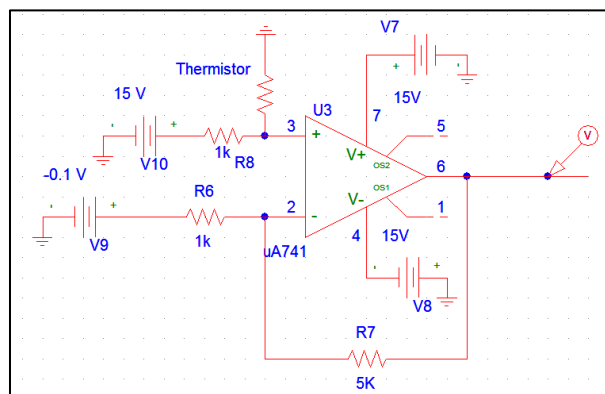 V7
Thermistor
+
-
15 V
U3
7
15V
5
-
+
3
+
V+
OS2
V10
1k
R8
6
V
-0.1 V
R6
V-
OS1
1
-
+
2
-
4
15V
V9
1k
uA741
-
+
V8
R7
5K